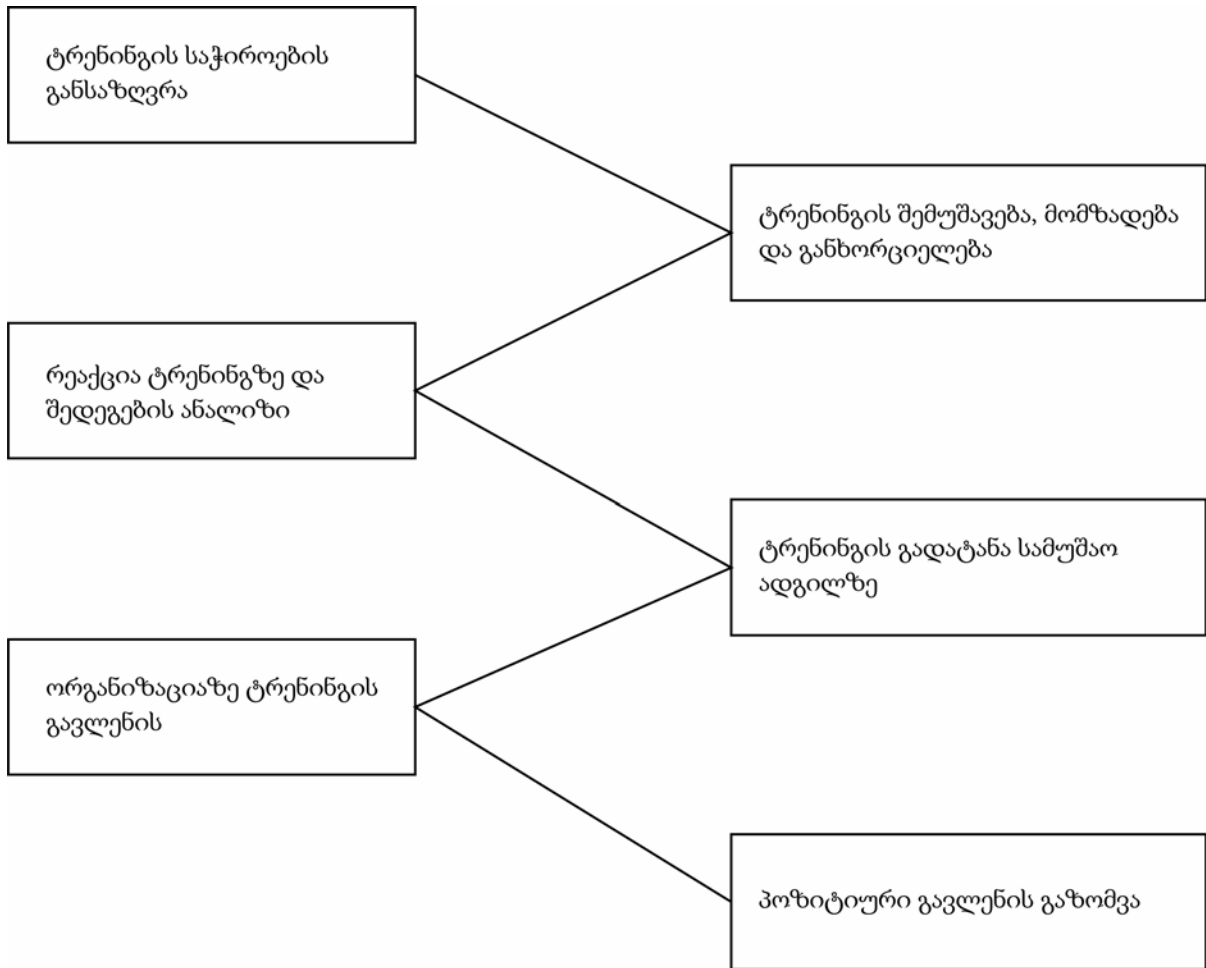 ტრენინგის საჭიროების
განსაზღვრა
ტრენინგის შემუშავება, მომზადება
და განხორციელება
რეაქცია ტრენინგზე და
შედეგების ანალიზი
ტრენინგის გადატანა სამუშაო
ადგილზე
ორგანიზაციაზე ტრენინგის
გავლენის
პოზიტიური გავლენის გაზომვა